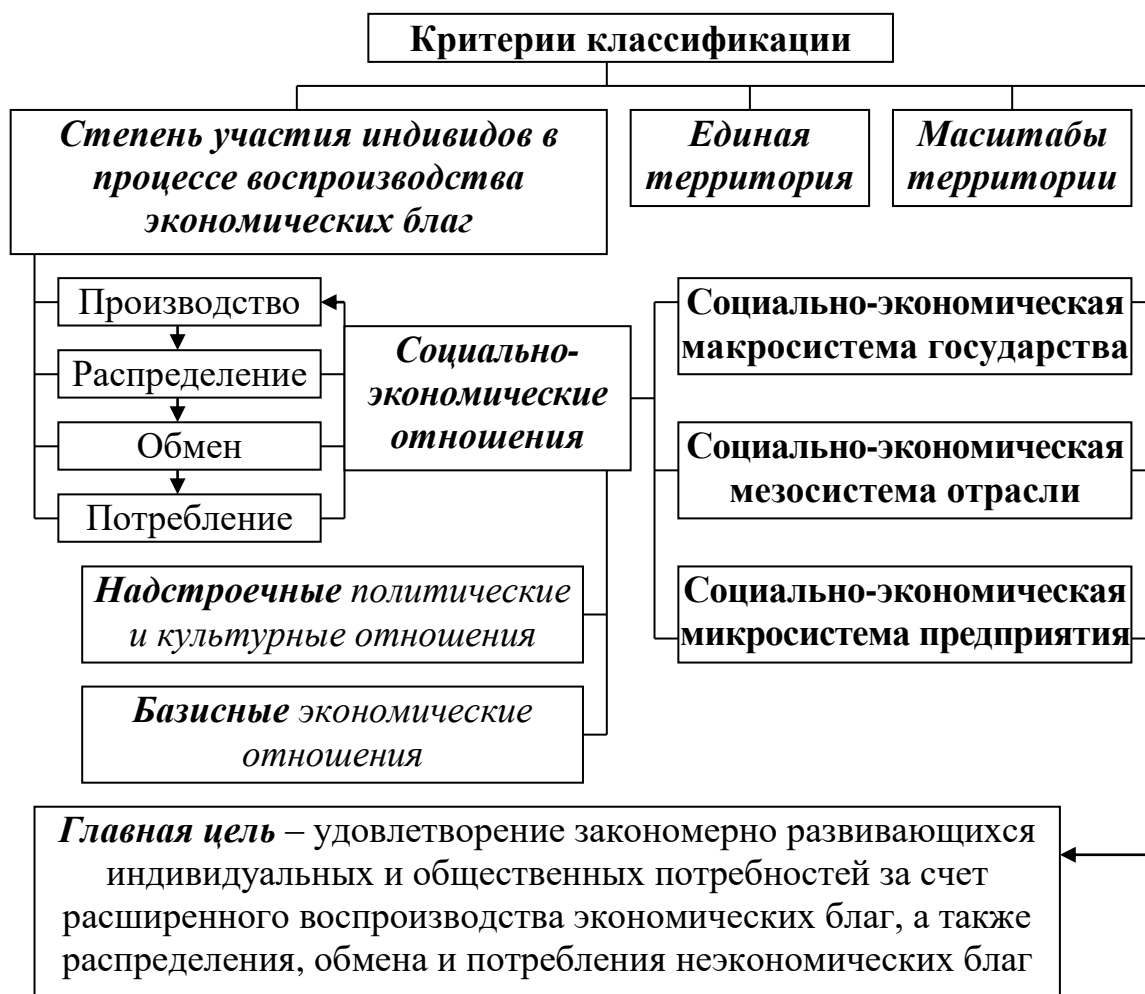 Критерии классификации
Степень участия индивидов в
процессе воспроизводства
экономических благ
Единая
территория
Масштабы
территории
Производство
Распределение
Обмен
Потребление
Социально-
экономические
отношения
Социально-экономическая
макросистема государства
Социально-экономическая
мезосистема отрасли
Социально-экономическая
микросистема предприятия
Надстроечные политические
и культурные отношения
Базисные экономические
отношения
Главная цель – удовлетворение закономерно развивающихся
индивидуальных и общественных потребностей за счет
расширенного воспроизводства экономических благ, а также
распределения, обмена и потребления неэкономических благ